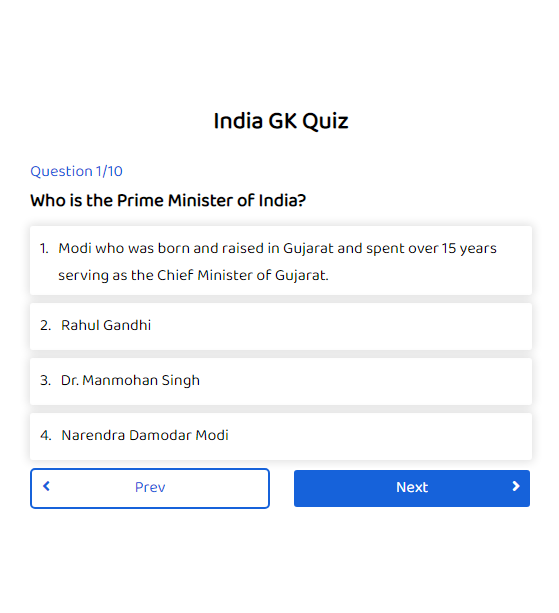 India GK Quiz
Question 1/10
Who is the Prime Minister of India?
1. Modi who was born and raised in Gujarat and spent over 15 years
serving as the Chief Minister of Gujarat.
2. Rahul Gandhi
3. Dr. Manmohan Singh
4. Narendra Damodar Modi
Prev
Next